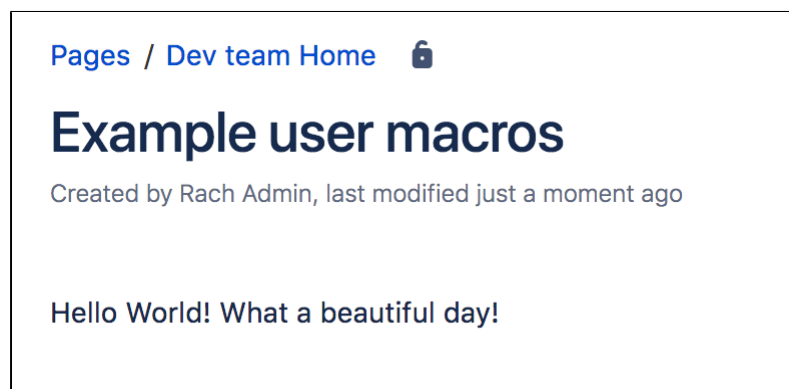 Pages / Dev team Home
Example user macros
Created by Rach Admin, last modified just a moment ago
Hello World! What a beautiful day!